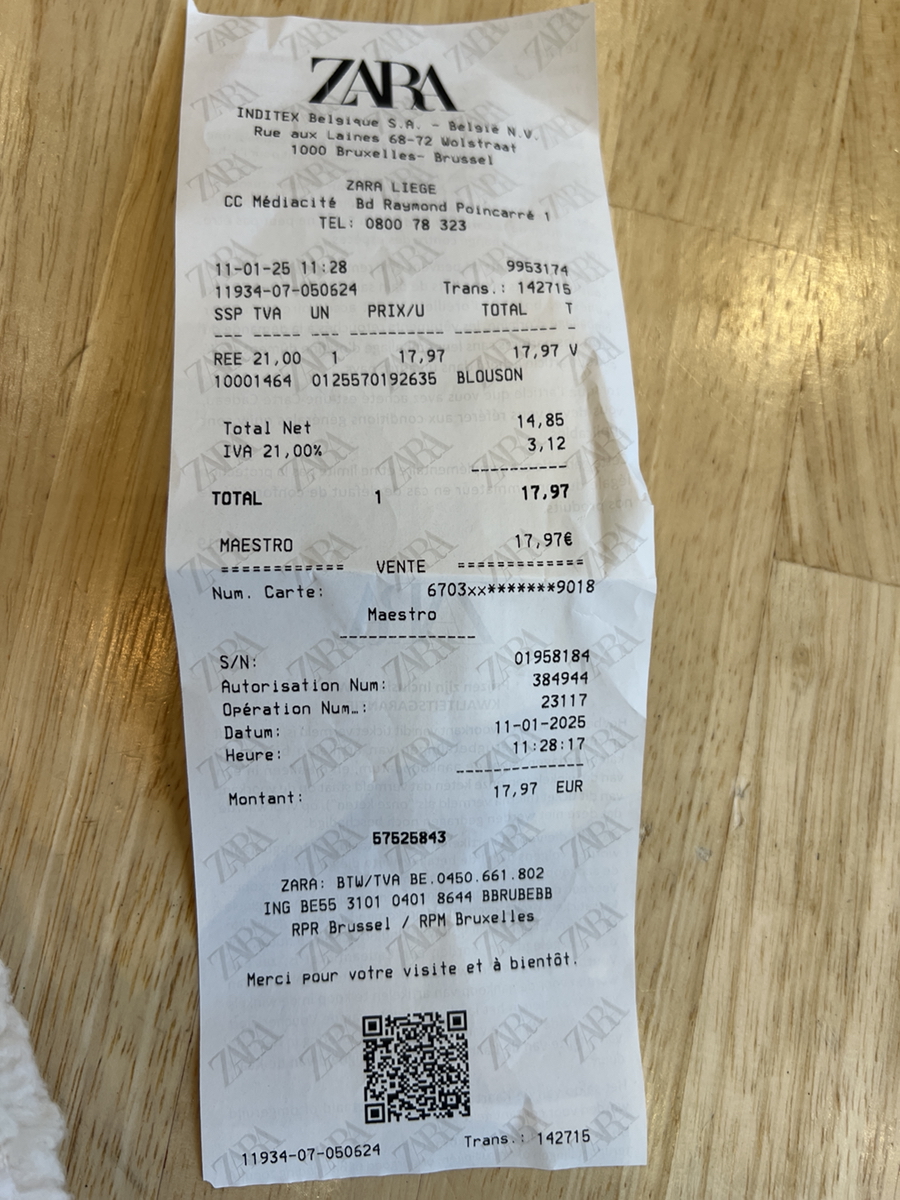 ZARA
INDITEX Belgique S.A. - België N.V.
Rue aux Laines 68-72 Wolstraat
1000 Bruxelles- Brussel
ZARA LIEGE
CC Médiacité Bd Raymond Poincarré 1
TEL: 0800 78 323
11-01-25 11:28 9953174
11934-07-050624 Trans.: 142715
SSP TVA UN PRIX/U TOTAL T
--- ----- --- ---------- ----------- -
REE 21,00 1 17,97 17,97 V
10001464 0125570192635 BLOUSON
Total Net 14,85
IVA 21,00% 3,12
----------
TOTAL 1 17,97
MAESTRO 17,97€
============ VENTE ============
Num. Carte: 6703xx*******9018
Maestro
-------------
S/N: 01958184
Autorisation Num: 384944
Opération Num…: 23117
Datum: 11-01-2025
Heure: 11:28:17
-------------
Montant: 17,97 EUR
57525843
ZARA: BTW/TVA BE.0450.661.802
ING BE55 3101 0401 8644 BBRUBEBB
RPR Brussel / RPM Bruxelles
Merci pour votre visite et à bientôt.
11934-07-050624 Trans.: 142715